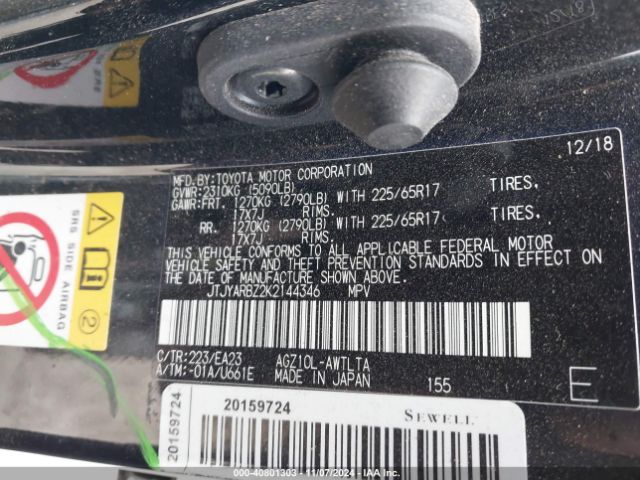 MFD.BY:TOYOTA MOTOR CORPORATION 12/18
GVWR:2310KG (5090LB)
GAWR:FRT. 1270KG (2790LB) WITH 225/65R17 TIRES.
17X7J RIMS.
RR. 1270KG (2790LB) WITH 225/65R17 TIRES.
17X7J RIMS.
THIS VEHICLE CONFORMS TO ALL APPLICABLE FEDERAL MOTOR
VEHICLE SAFETY AND THEFT PREVENTION STANDARDS IN EFFECT ON
THE DATE OF MANUFACTURE SHOWN ABOVE.
JTJYARBZ2K2144346 MPV
C/TR:223/EA23 AGZ10L-AWTLTA
A/TM:-01A/U661E MADE IN JAPAN 155 E
SRS SIDE AIRBAG
2
20159724
20159724 SEWELL
000-40801303 - 11/07/2024 - IAA Inc.